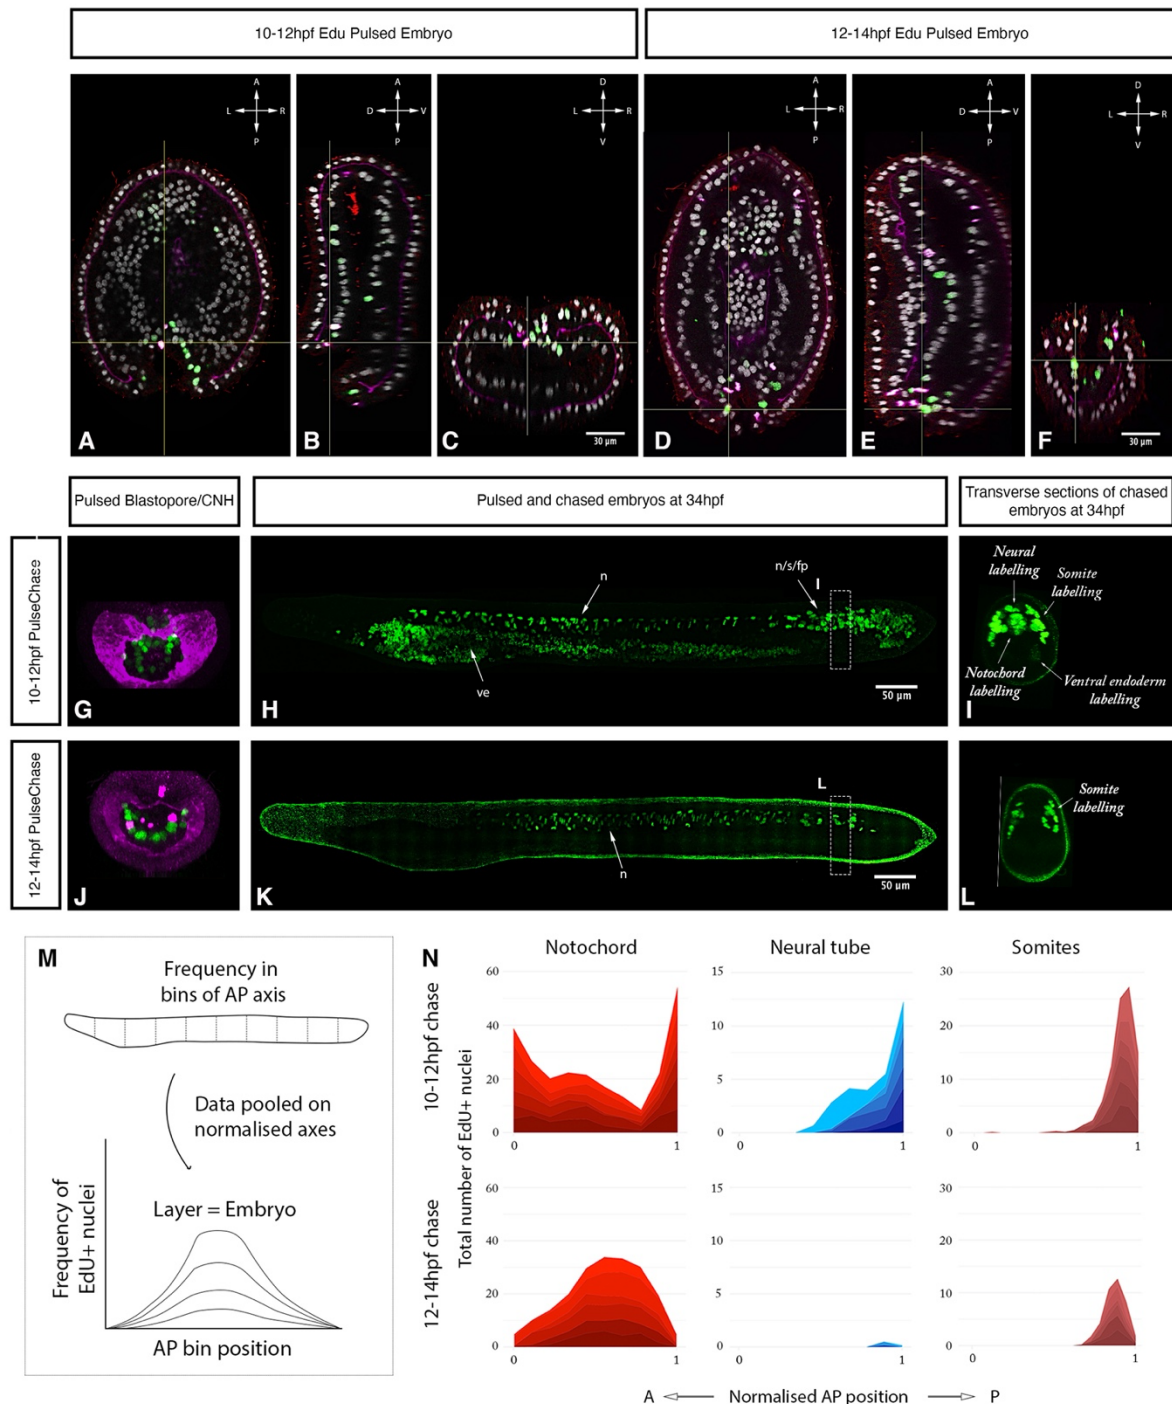 10-12hpf Edu Pulsed Embryo
12-14hpf Edu Pulsed Embryo
A
L R
P
A
D V
P
D
L R
V
A
L R
P
A
D V
P
D
L R
V
A
B
C
30 µm
D
E
F
30 µm
Pulsed Blastopore/CNH
Pulsed and chased embryos at 34hpf
Transverse sections of chased
embryos at 34hpf
10-12hpf PulseChase
G
n
n/s/fp
I
ve
50 µm
H
Neural
labelling
Somite
labelling
Notochord
labelling
Ventral endoderm
labelling
I
12-14hpf PulseChase
J
L
n
50 µm
K
Somite
labelling
L
M
Frequency in
bins of AP axis
Data pooled on
normalised axes
Frequency of
EdU+ nuclei
Layer = Embryo
AP bin position
N
Notochord
Neural tube
Somites
10-12hpf chase
12-14hpf chase
Total number of EdU+ nuclei
60
40
20
0
0 1
15
10
5
0
0 1
30
20
10
0
0 1
60
40
20
0
0 1
15
10
5
0
0 1
30
20
10
0
0 1
A Normalised AP position P